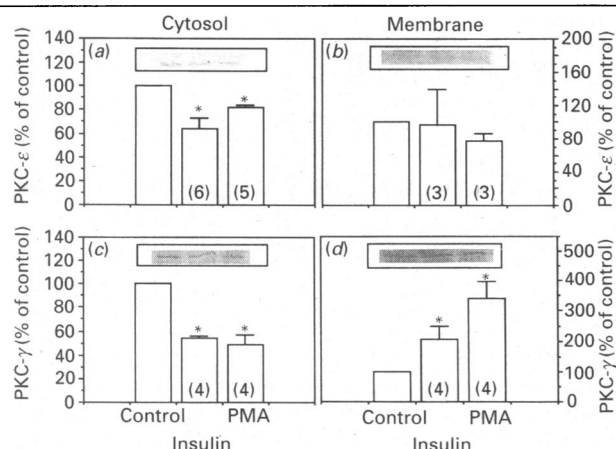 Cytosol Membrane
140 (a) (b) 200
120 160
100
80 * * 120
60 80
40
20 (6) (5) (3) (3) 40
0 0
PKC-ε (% of control) PKC-ε (% of control)
140 (c) (d) 500
120
100 * 400
80 * 300
60 * *
40 200
20 (4) (4) (4) (4) 100
0
PKC-γ (% of control) PKC-γ (% of control)
Control PMA Control PMA
Insulin Insulin